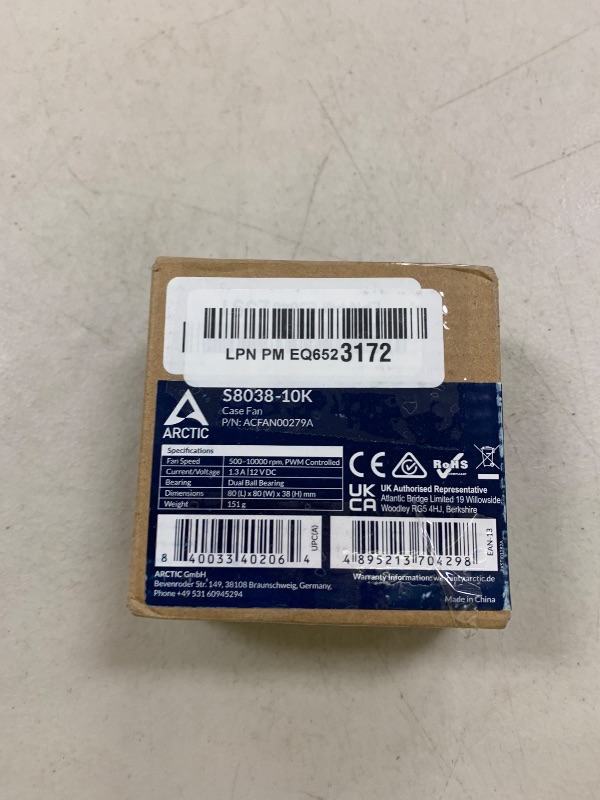 LPN PM EQ6523172
S8038-10K
Case Fan
P/N: ACFAN00279A
ARCTIC
Specifications
Fan Speed 500–10000 rpm, PWM Controlled
Current/Voltage 1.3 A | 12 V DC
Bearing Dual Ball Bearing
Dimensions 80 (L) x 80 (W) x 38 (H) mm
Weight 151 g
CE RoHS
UK CA
UK Authorised Representative
Atlantic Bridge Limited 19 Willowside,
Woodley RG5 4HJ, Berkshire
8 40033 40206 4
UPC(A)
4 895213 704298
EAN-13
ARCTIC GmbH
Bevenroder Str. 149, 38108 Braunschweig, Germany,
Phone +49 531 60945294
Warranty information:
Made in China